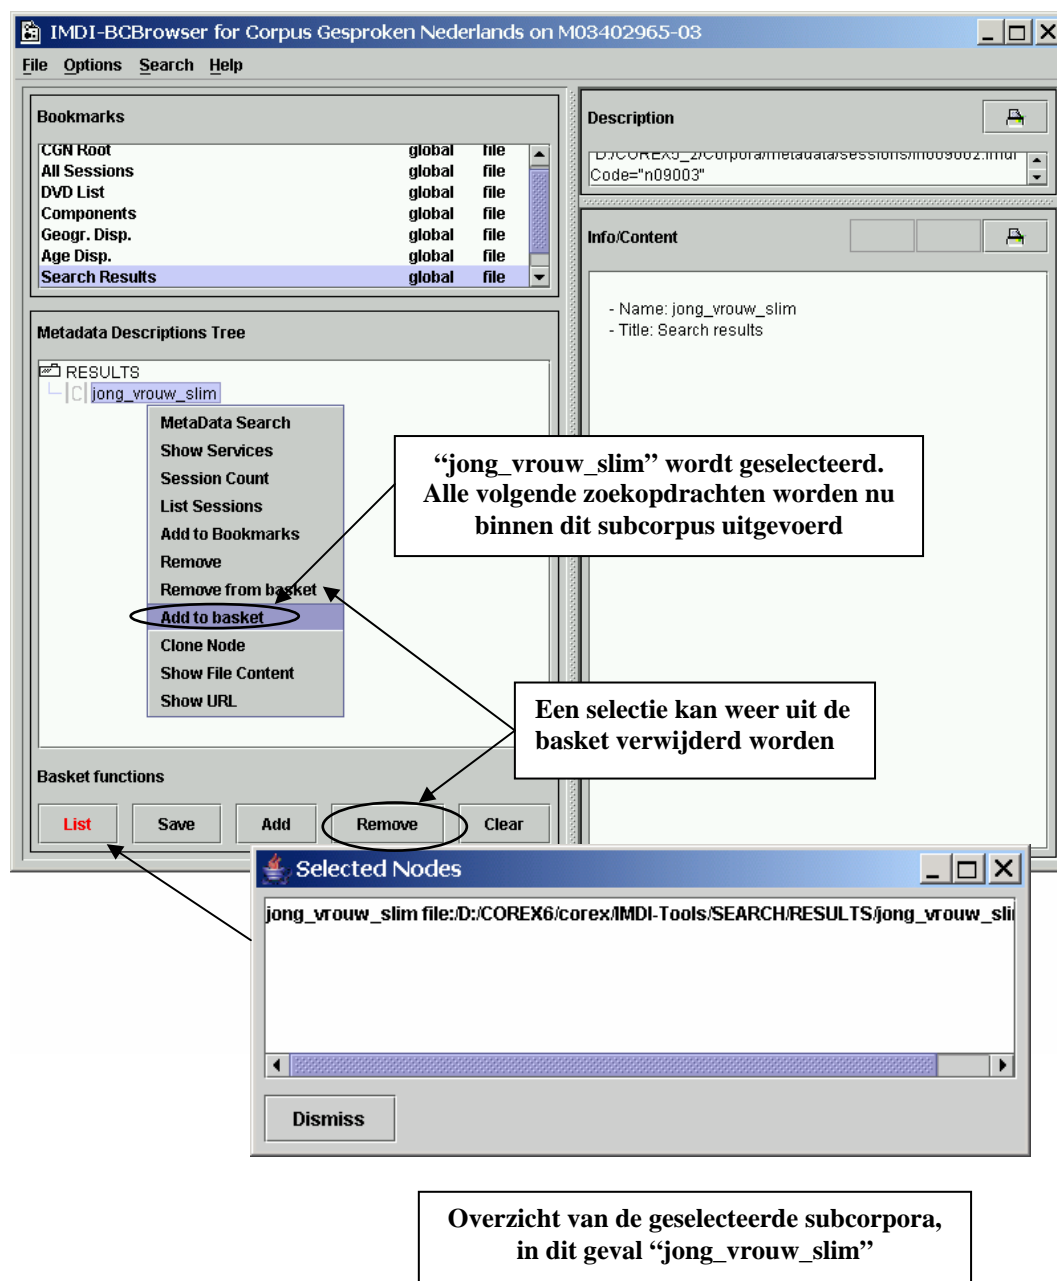 IMDI-BCBrowser for Corpus Gesproken Nederlands on M03402965-03
File Options Search Help
Bookmarks
CGN Root global file
All Sessions global file
DVD List global file
Components global file
Geogr. Disp. global file
Age Disp. global file
Search Results global file
Metadata Descriptions Tree
RESULTS
C jong_vrouw_slim
MetaData Search
Show Services
Session Count
List Sessions
Add to Bookmarks
Remove
Remove from basket
Add to basket
Clone Node
Show File Content
Show URL
Basket functions
List Save Add Remove Clear
Description
Code="n09003"
Info/Content
- Name: jong_vrouw_slim
- Title: Search results
“jong_vrouw_slim” wordt geselecteerd.
Alle volgende zoekopdrachten worden nu
binnen dit subcorpus uitgevoerd
Een selectie kan weer uit de
basket verwijderd worden
Selected Nodes
jong_vrouw_slim file:/D:/COREX6/corex/IMDI-Tools/SEARCH/RESULTS/jong_vrouw_sli
Dismiss
Overzicht van de geselecteerde subcorpora,
in dit geval “jong_vrouw_slim”